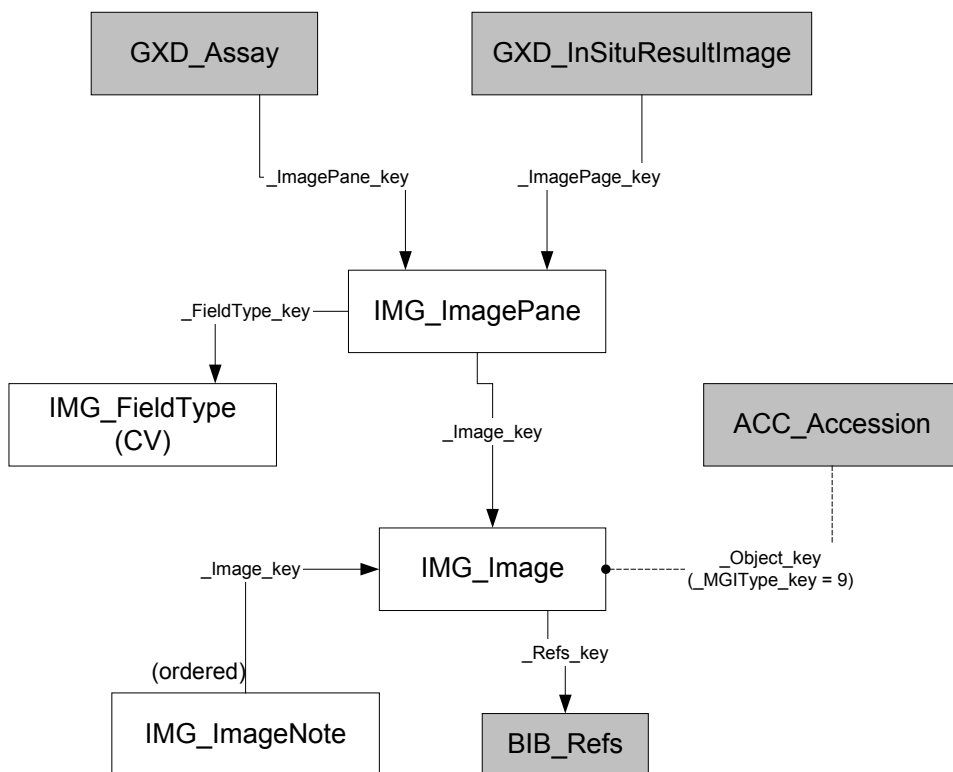 GXD_Assay
GXD_InSituResultImage
_ImagePane_key
_ImagePage_key
IMG_ImagePane
_FieldType_key
IMG_FieldType
(CV)
_Image_key
ACC_Accession
IMG_Image
_Object_key
(_MGIType_key = 9)
_Image_key
_Refs_key
(ordered)
IMG_ImageNote
BIB_Refs